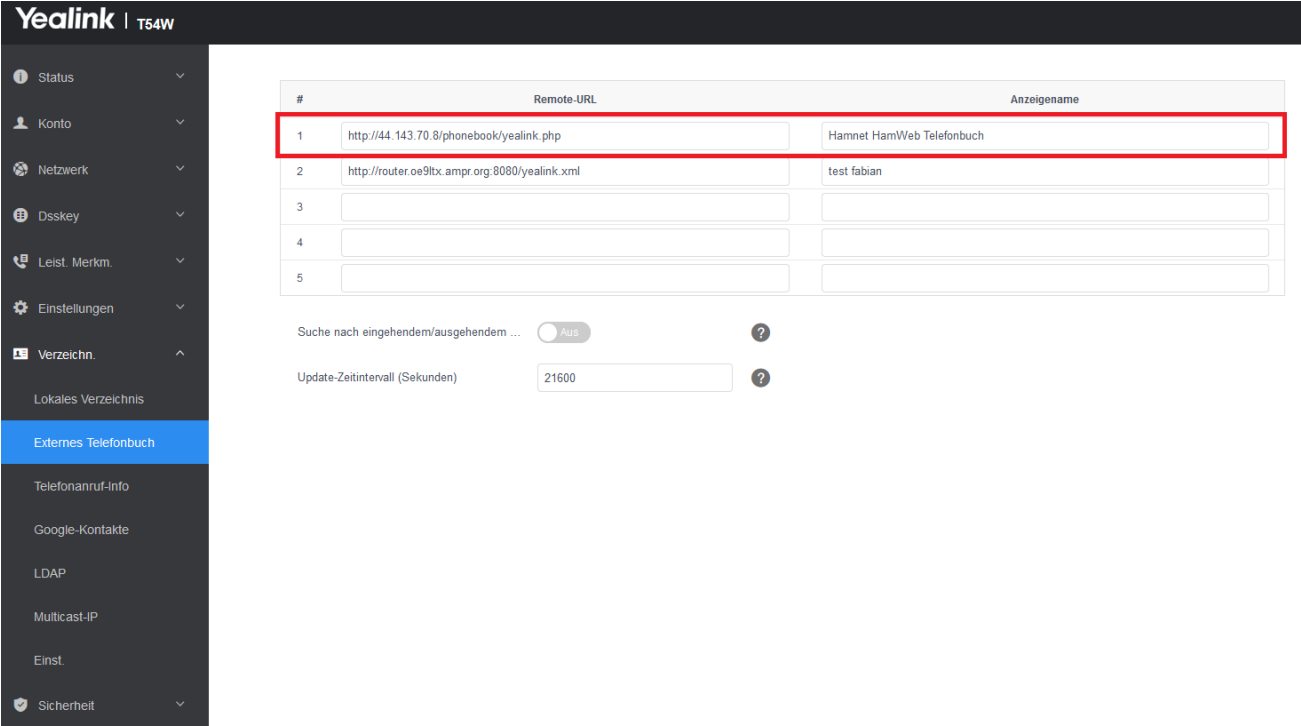 Yealink | T54W
Status
Konto
Netzwerk
Dsskey
Leist. Merkm.
Einstellungen
Verzeichn.
Lokales Verzeichnis
Externes Telefonbuch
Telefonanruf-Info
Google-Kontakte
LDAP
Multicast-IP
Einst.
Sicherheit
# Remote-URL Anzeigename
1 http://44.143.70.8/phonebook/yealink.php Hamnet HamWeb Telefonbuch
2 http://router.oe9ltx.ampr.org:8080/yealink.xml test fabian
3
4
5
Suche nach eingehendem/ausgehendem ... Aus ?
Update-Zeitintervall (Sekunden) 21600 ?